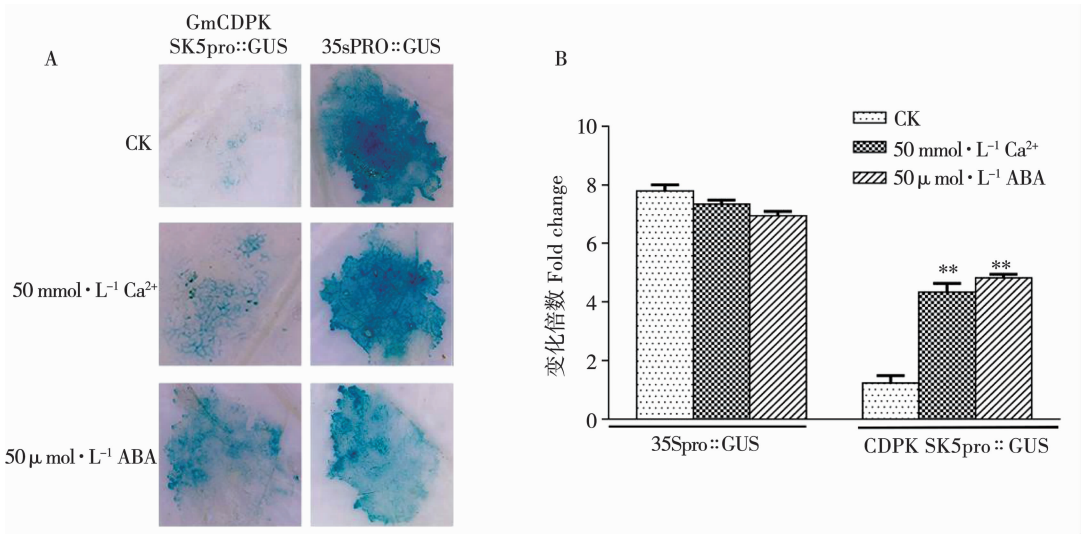 A
GmCDPK
SK5pro::GUS
35sPRO::GUS
CK
50 mmol·L⁻¹ Ca²⁺
50 μ mol·L⁻¹ ABA
B
CK
50 mmol·L⁻¹ Ca²⁺
50 μ mol·L⁻¹ ABA
变化倍数 Fold change
10
8
6
4
2
0
** **
35Spro::GUS
CDPK SK5pro::GUS